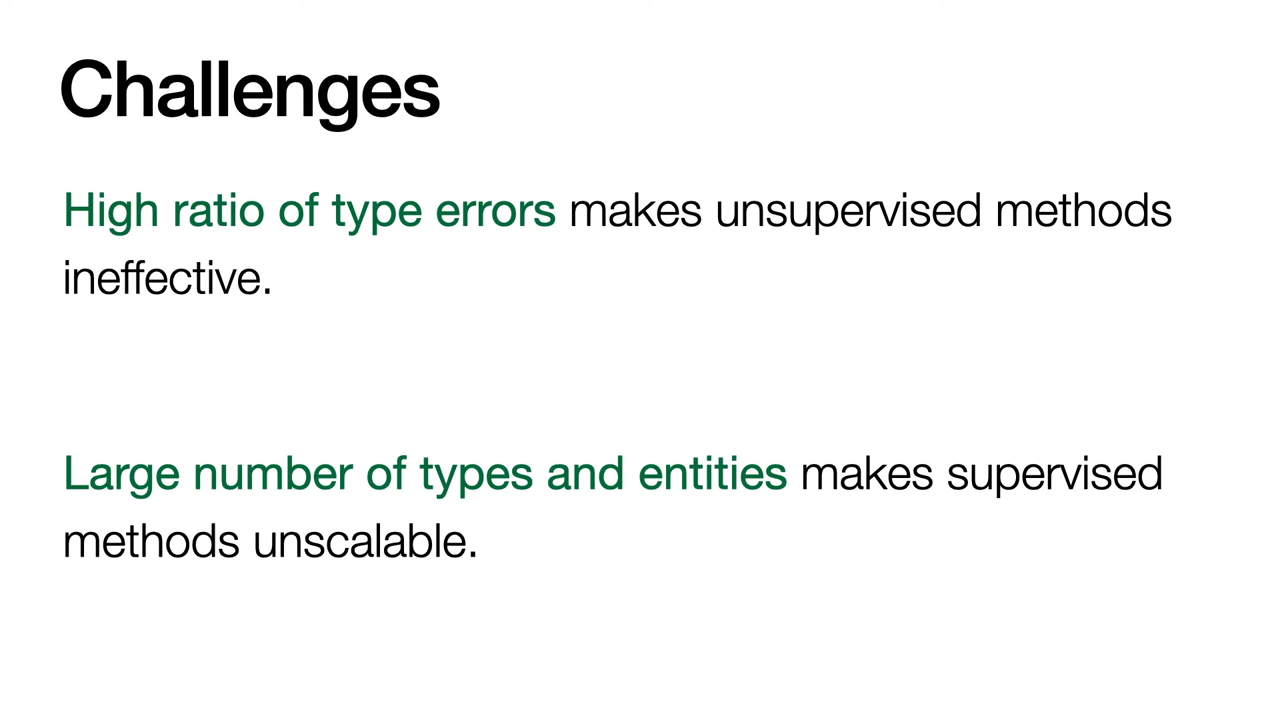 Challenges
High ratio of type errors makes unsupervised methods
ineffective.
Large number of types and entities makes supervised
methods unscalable.